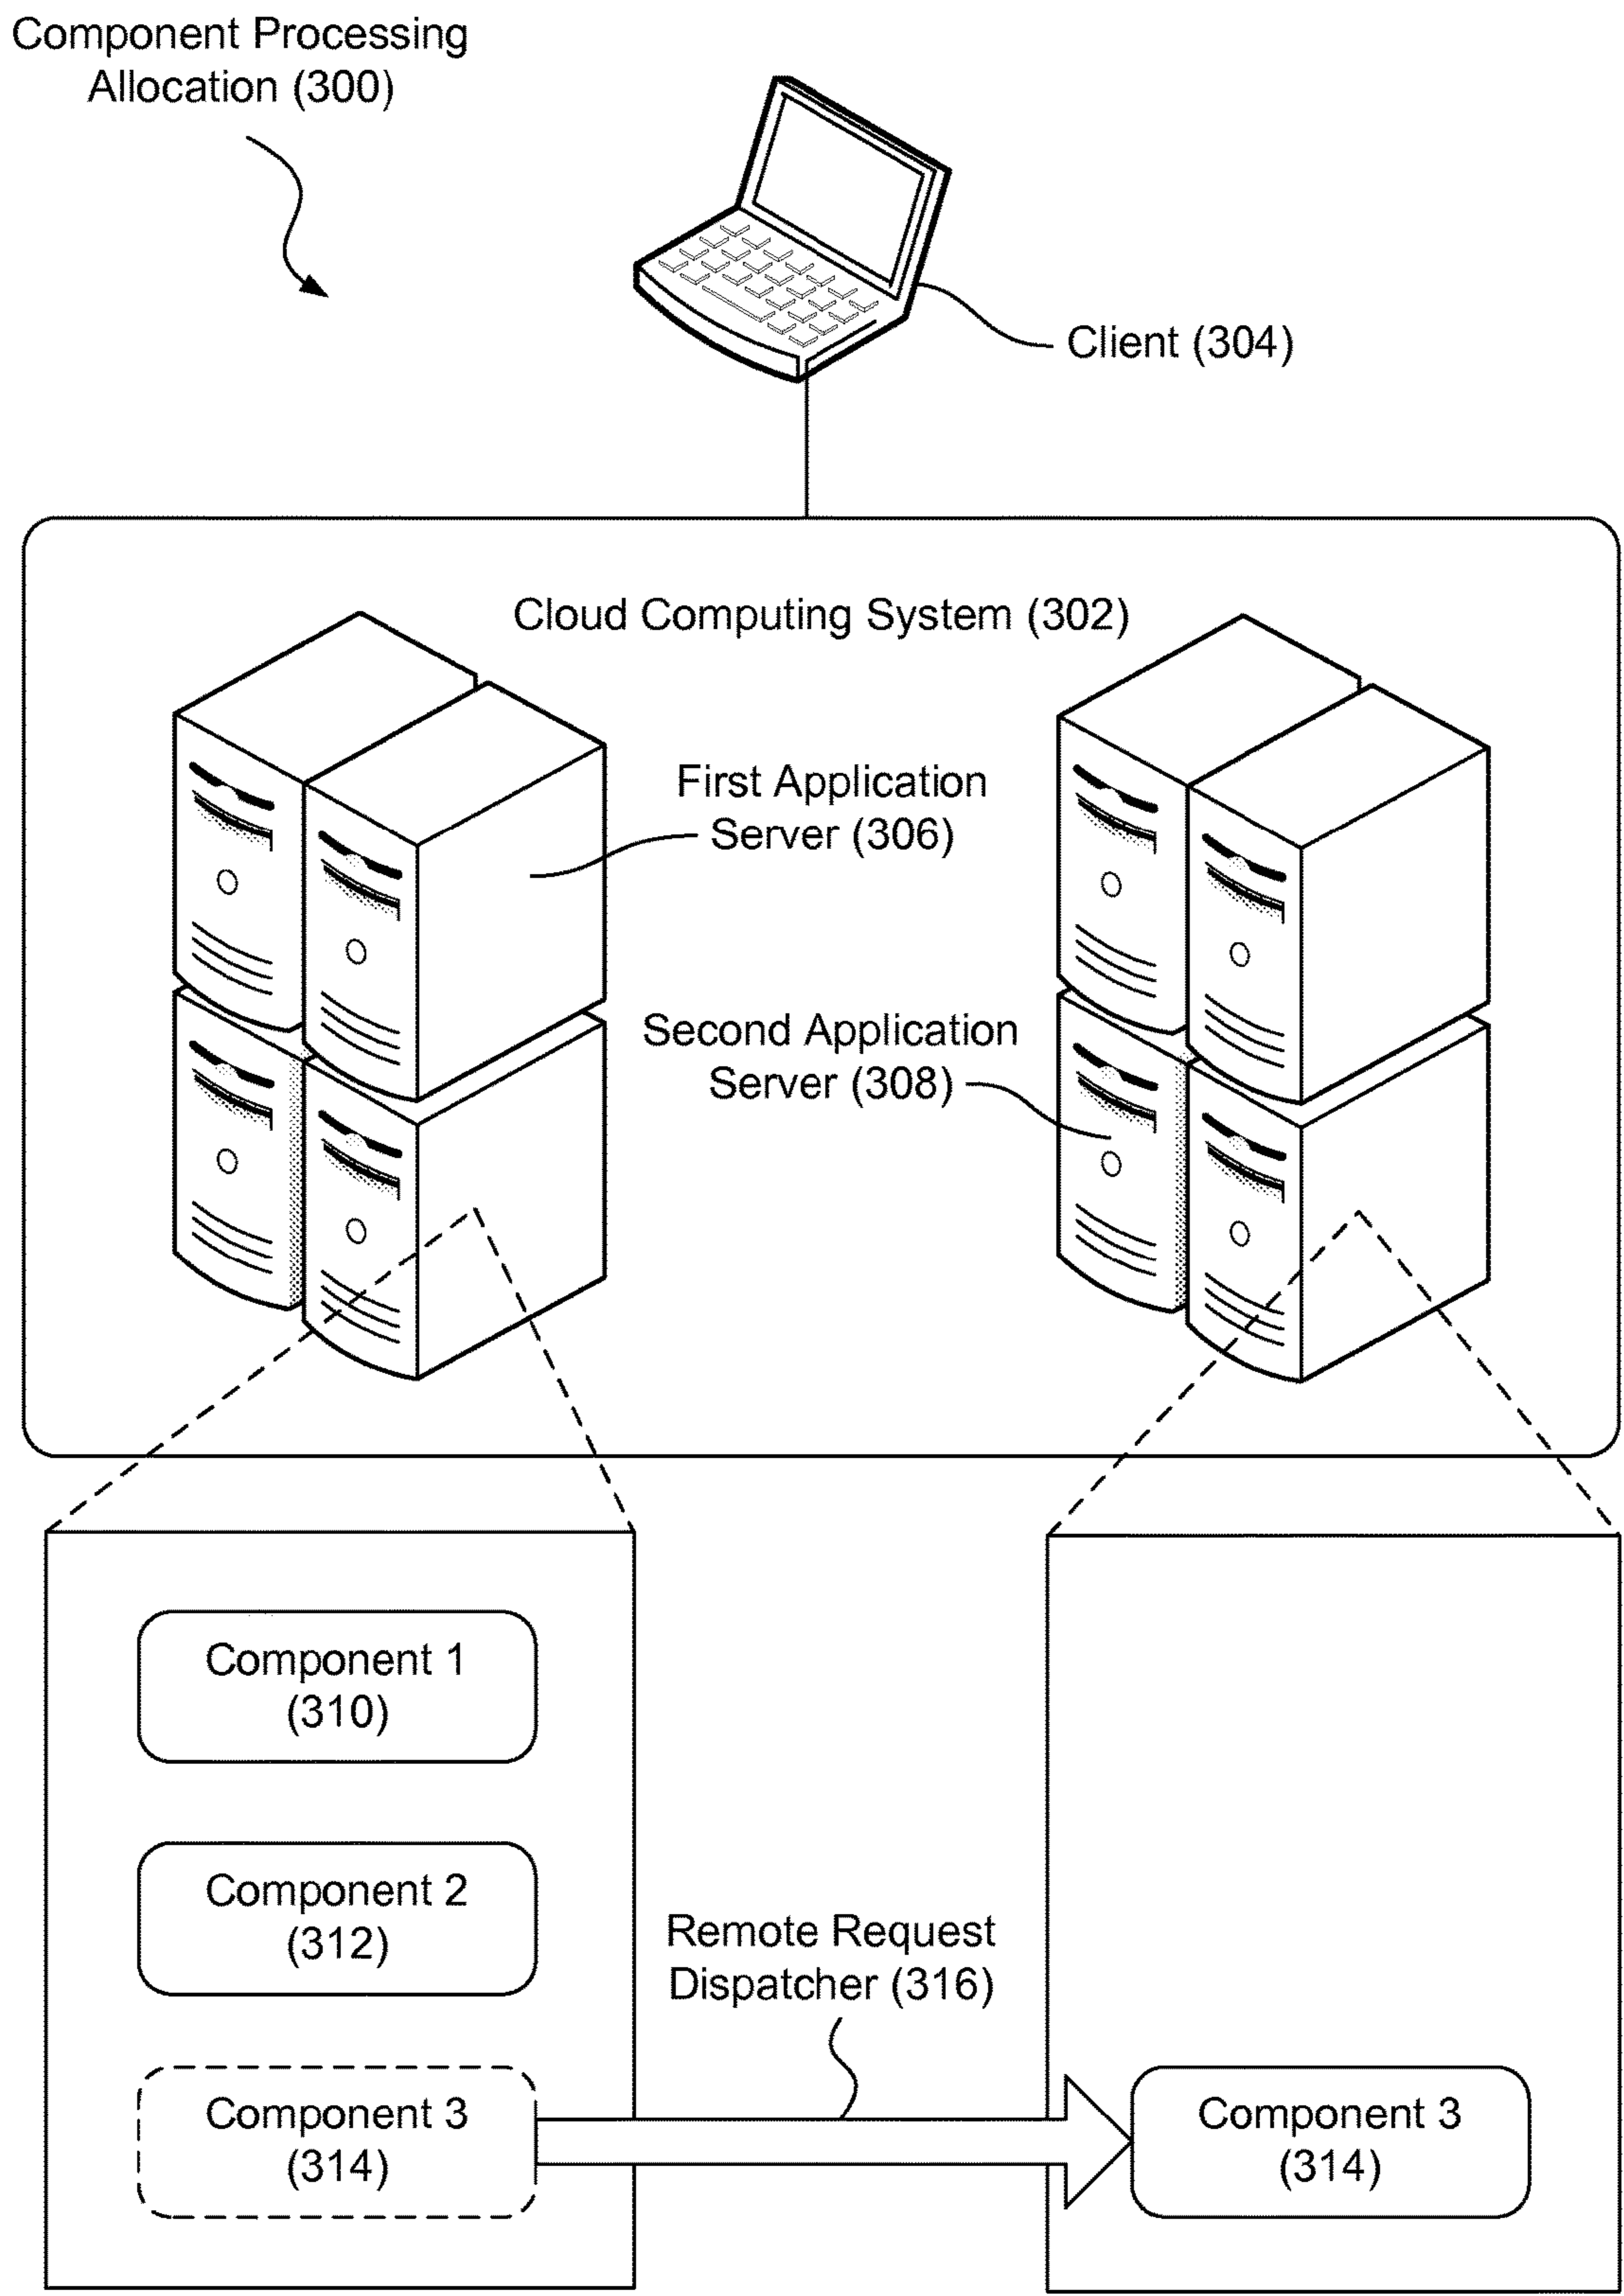 Component Processing
Allocation (300)
Client (304)
Cloud Computing System (302)
First Application
Server (306)
Second Application
Server (308)
Component 1
(310)
Component 2
(312)
Remote Request
Dispatcher (316)
Component 3
(314)
Component 3
(314)